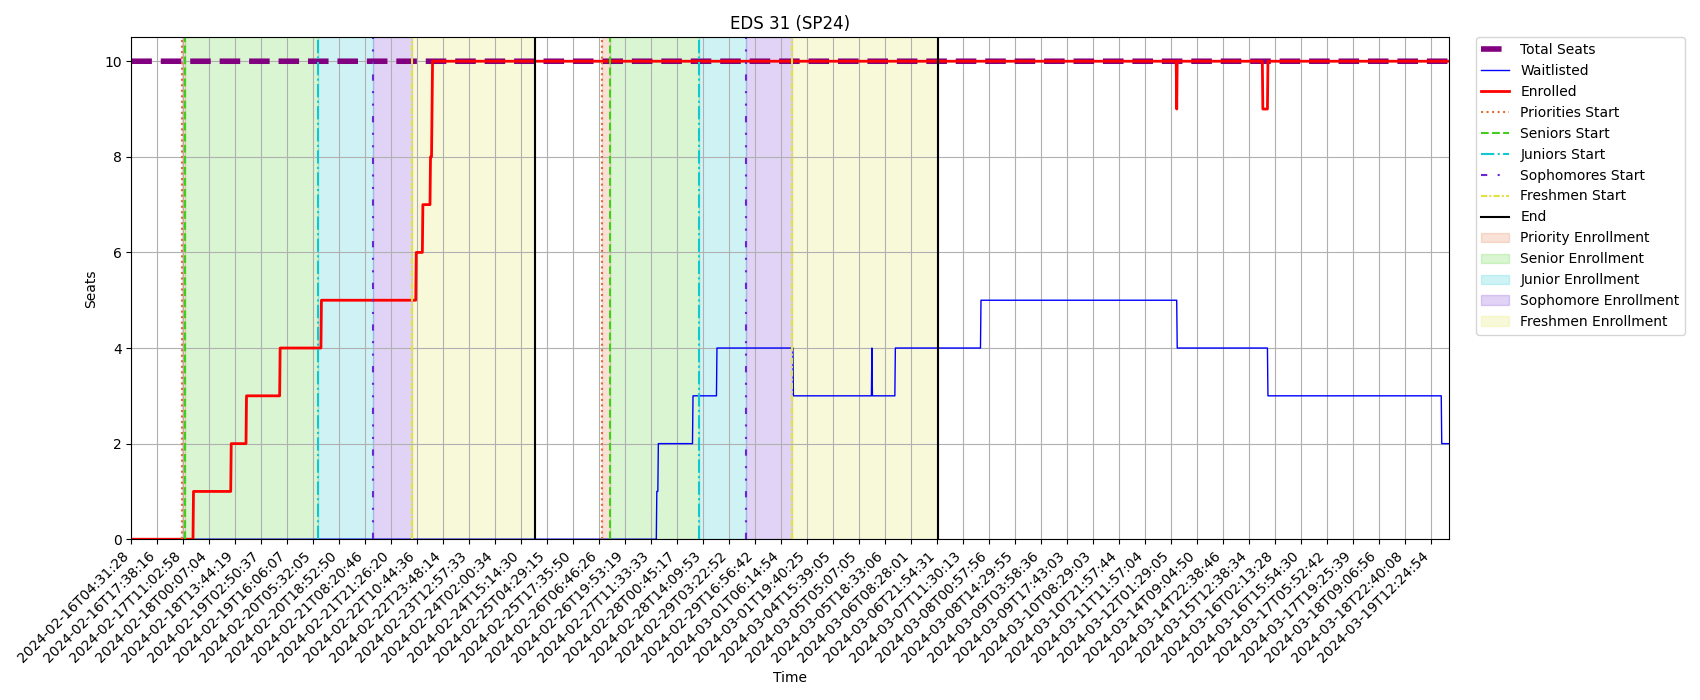 EDS 31 (SP24)
Seats
10
8
6
4
2
0
2024-02-16T04:31:28
2024-02-16T17:38:16
2024-02-17T11:02:58
2024-02-18T00:07:04
2024-02-18T13:44:19
2024-02-19T02:50:37
2024-02-19T16:06:07
2024-02-20T05:32:05
2024-02-20T18:52:50
2024-02-21T08:20:46
2024-02-21T21:26:20
2024-02-22T10:44:36
2024-02-22T23:48:14
2024-02-23T12:57:33
2024-02-24T02:00:34
2024-02-24T15:14:30
2024-02-25T04:29:15
2024-02-25T17:35:50
2024-02-26T06:46:26
2024-02-26T19:53:19
2024-02-27T11:33:33
2024-02-28T00:45:17
2024-02-28T14:09:53
2024-02-29T03:22:52
2024-02-29T16:56:42
2024-03-01T06:14:54
2024-03-01T19:40:25
2024-03-04T15:39:05
2024-03-05T05:07:05
2024-03-05T18:33:06
2024-03-06T08:28:01
2024-03-06T21:54:31
2024-03-07T11:30:13
2024-03-08T00:57:56
2024-03-08T14:29:55
2024-03-09T03:58:36
2024-03-09T17:43:03
2024-03-10T08:29:03
2024-03-10T21:57:44
2024-03-11T11:57:04
2024-03-12T01:29:05
2024-03-14T09:04:50
2024-03-14T22:38:46
2024-03-15T12:38:34
2024-03-16T02:13:28
2024-03-16T15:54:30
2024-03-17T05:52:42
2024-03-17T19:25:39
2024-03-18T09:06:56
2024-03-18T22:40:08
2024-03-19T12:24:54
Time
Total Seats
Waitlisted
Enrolled
Priorities Start
Seniors Start
Juniors Start
Sophomores Start
Freshmen Start
End
Priority Enrollment
Senior Enrollment
Junior Enrollment
Sophomore Enrollment
Freshmen Enrollment